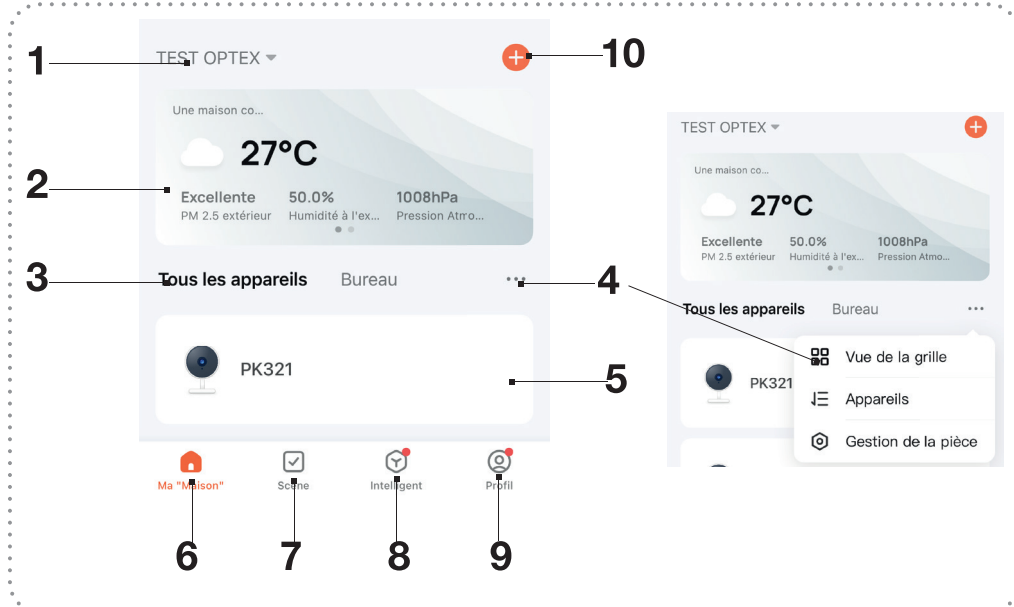 1
TEST OPTEX
10
Une maison co...
27°C
2
Excellente 50.0% 1008hPa
PM 2.5 extérieur Humidité à l'ex... Pression Atmo...
3
Tous les appareils Bureau
4
PK321
5
Ma "Maison" Scène Intelligent Profil
6 7 8 9
TEST OPTEX
Une maison co...
27°C
Excellente 50.0% 1008hPa
PM 2.5 extérieur Humidité à l'ex... Pression Atmo...
Tous les appareils Bureau
PK321
Vue de la grille
Appareils
Gestion de la pièce